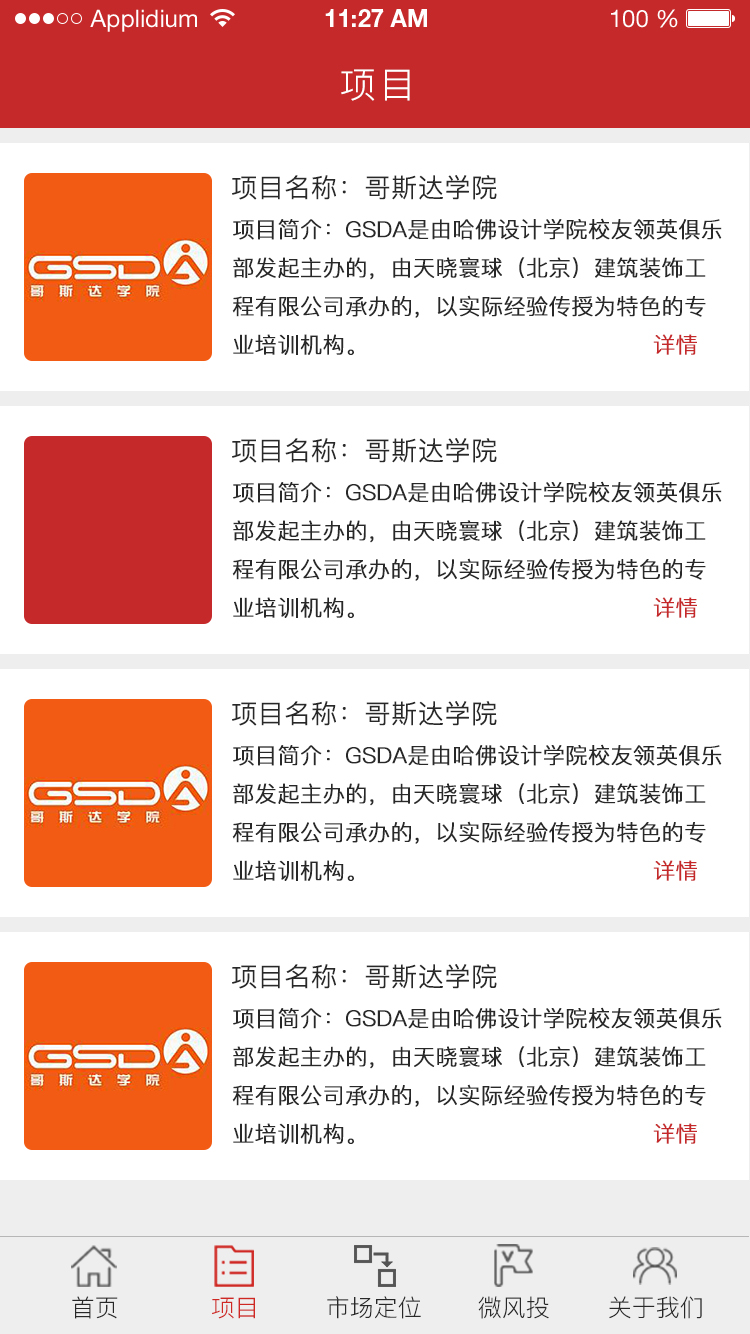 Applidium 11:27 AM 100 %
项目
GSDA
哥斯达学院
项目名称：哥斯达学院
项目简介：GSDA是由哈佛设计学院校友领英俱乐
部发起主办的，由天晓寰球（北京）建筑装饰工
程有限公司承办的，以实际经验传授为特色的专
业培训机构。 详情
项目名称：哥斯达学院
项目简介：GSDA是由哈佛设计学院校友领英俱乐
部发起主办的，由天晓寰球（北京）建筑装饰工
程有限公司承办的，以实际经验传授为特色的专
业培训机构。 详情
GSDA
哥斯达学院
项目名称：哥斯达学院
项目简介：GSDA是由哈佛设计学院校友领英俱乐
部发起主办的，由天晓寰球（北京）建筑装饰工
程有限公司承办的，以实际经验传授为特色的专
业培训机构。 详情
GSDA
哥斯达学院
项目名称：哥斯达学院
项目简介：GSDA是由哈佛设计学院校友领英俱乐
部发起主办的，由天晓寰球（北京）建筑装饰工
程有限公司承办的，以实际经验传授为特色的专
业培训机构。 详情
首页 项目 市场定位 微风投 关于我们